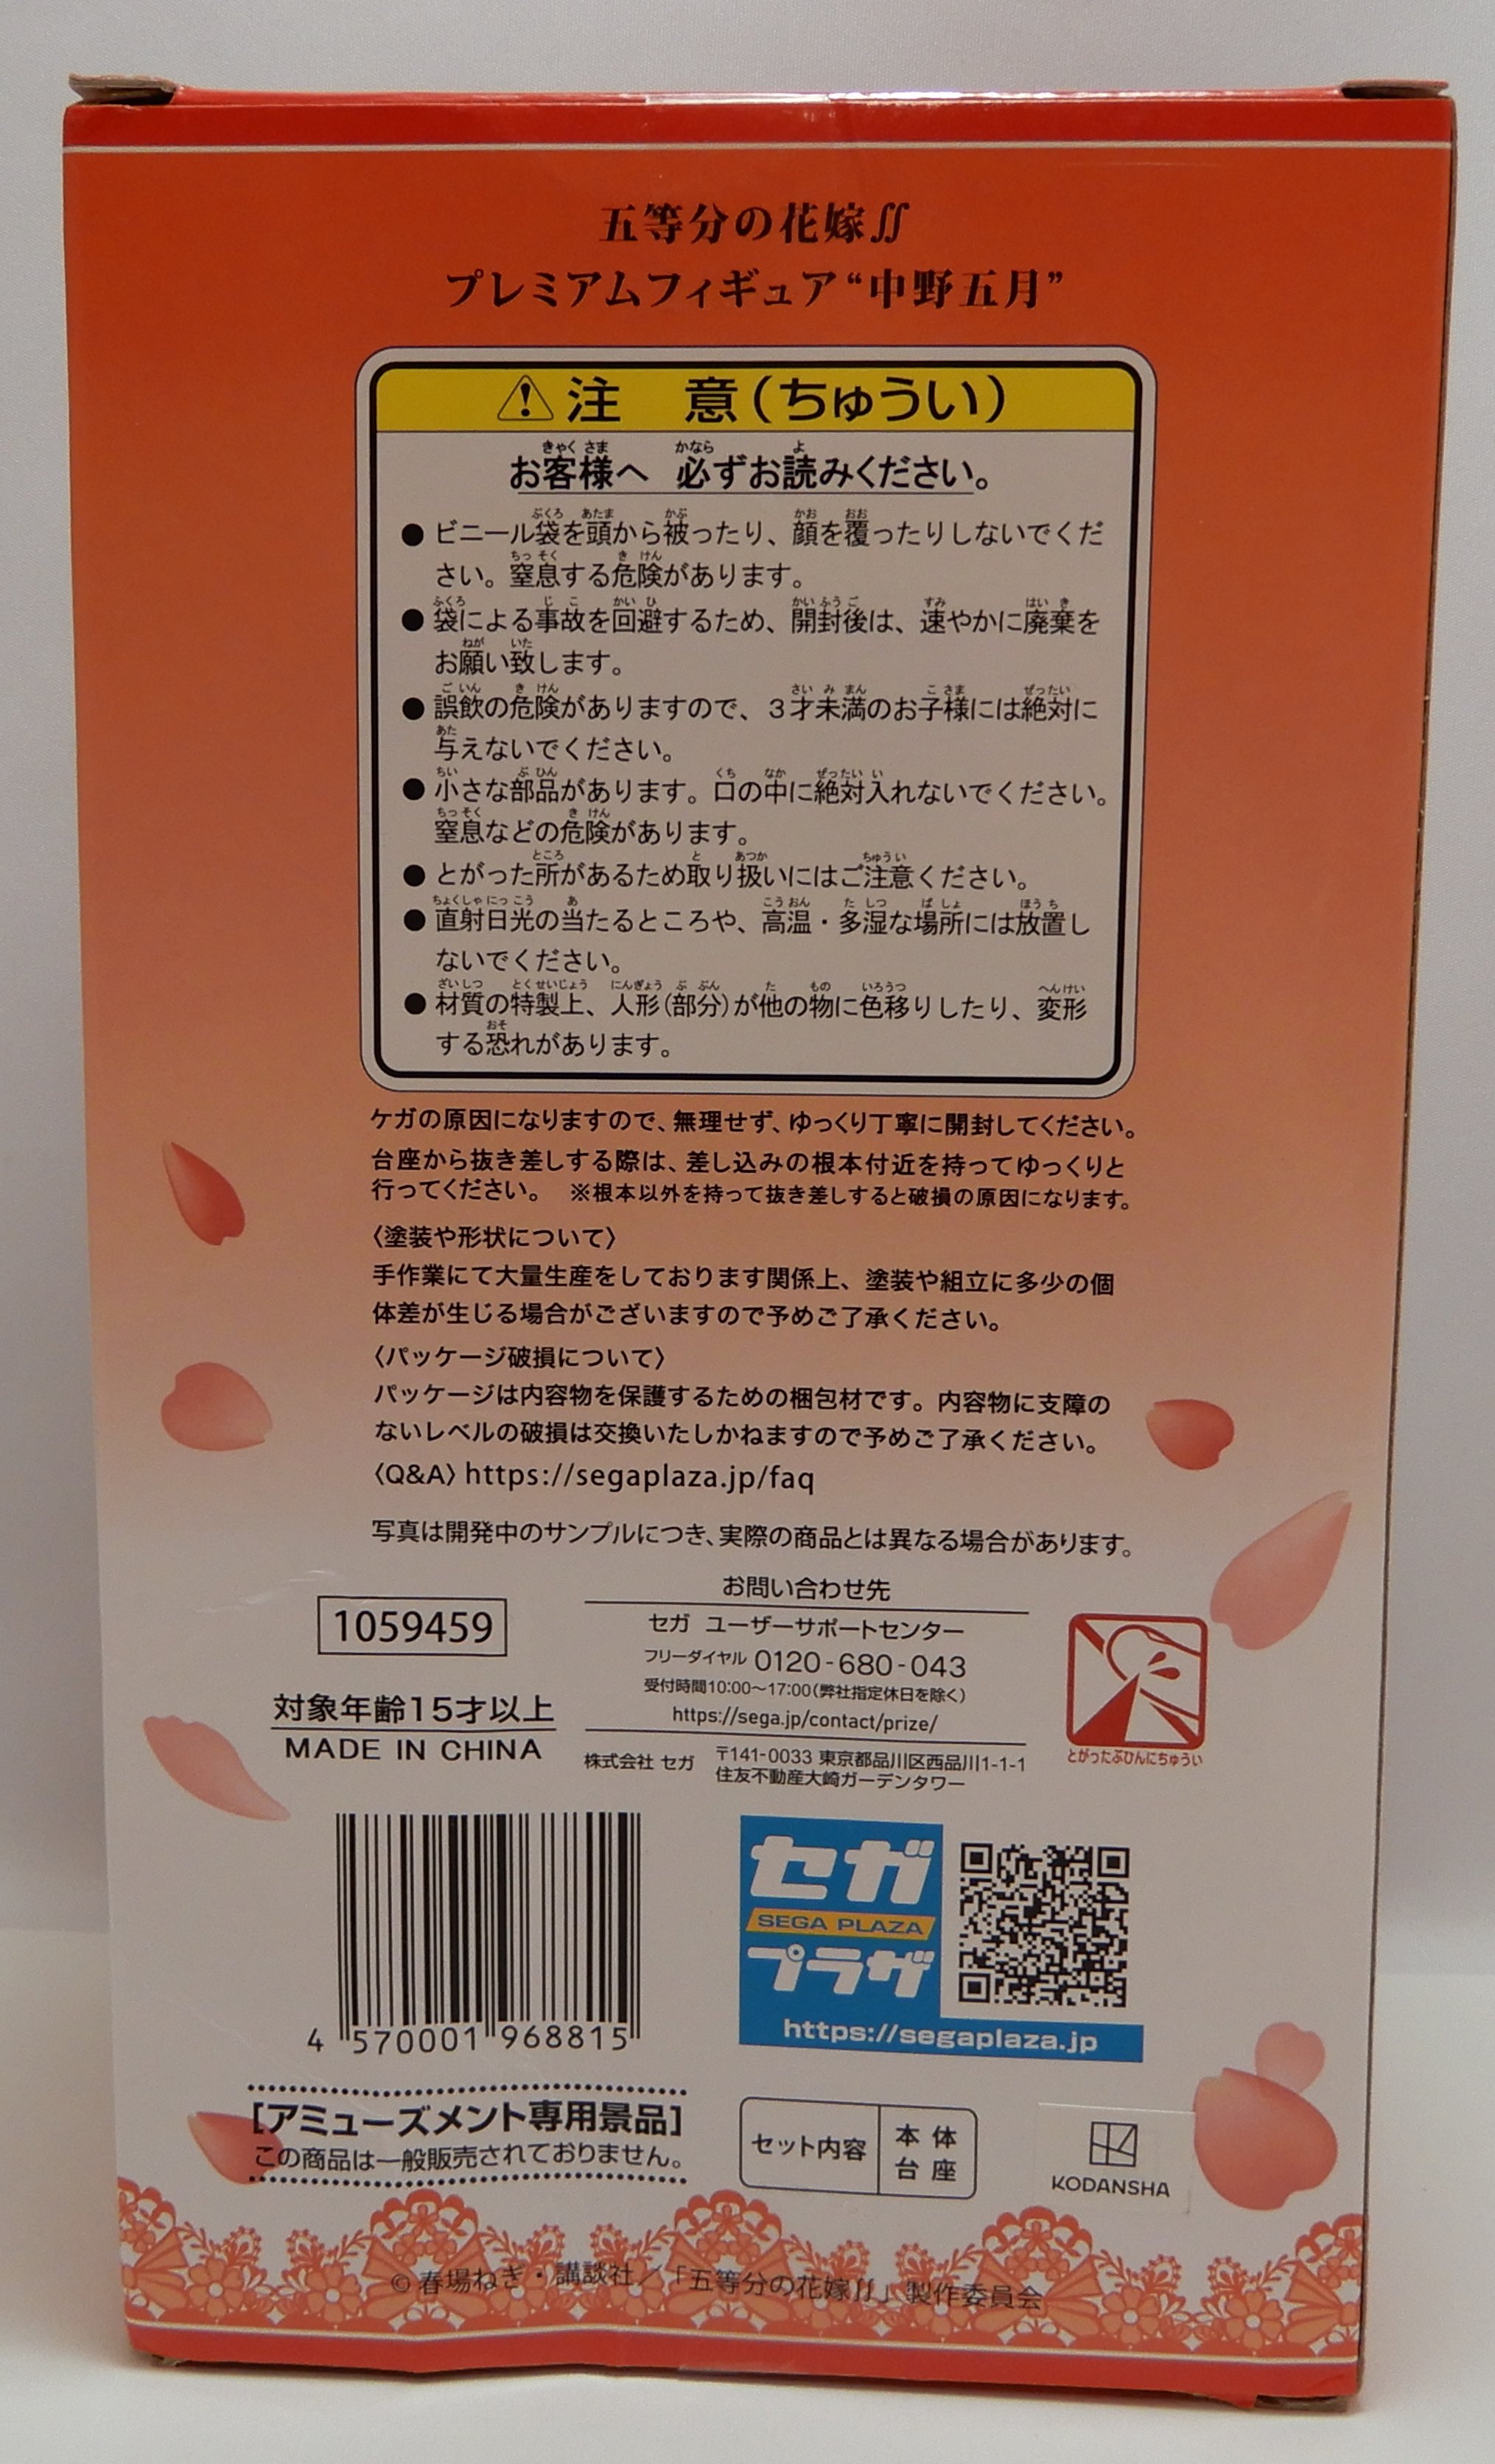 五等分の花嫁∬
プレミアムフィギュア“中野五月”
注　意（ちゅうい）
お客様へ 必ずお読みください。
● ビニール袋を頭から被ったり、顔を覆ったりしないでくだ
さい。窒息する危険があります。
● 袋による事故を回避するため、開封後は、速やかに廃棄を
お願い致します。
● 誤飲の危険がありますので、3才未満のお子様には絶対に
与えないでください。
● 小さな部品があります。口の中に絶対入れないでください。
窒息などの危険があります。
● とがった所があるため取り扱いにはご注意ください。
● 直射日光の当たるところや、高温・多湿な場所には放置し
ないでください。
● 材質の特製上、人形(部分)が他の物に色移りしたり、変形
する恐れがあります。
ケガの原因になりますので、無理せず、ゆっくり丁寧に開封してください。
台座から抜き差しする際は、差し込みの根本付近を持ってゆっくりと
行ってください。 ※根本以外を持って抜き差しすると破損の原因になります。
〈塗装や形状について〉
手作業にて大量生産をしております関係上、塗装や組立に多少の個
体差が生じる場合がございますので予めご了承ください。
〈パッケージ破損について〉
パッケージは内容物を保護するための梱包材です。内容物に支障の
ないレベルの破損は交換いたしかねますので予めご了承ください。
〈Q&A〉https://segaplaza.jp/faq
写真は開発中のサンプルにつき、実際の商品とは異なる場合があります。
1059459
対象年齢15才以上
MADE IN CHINA
お問い合わせ先
セガ ユーザーサポートセンター
フリーダイヤル 0120-680-043
受付時間10:00～17:00(弊社指定休日を除く)
https://sega.jp/contact/prize/
株式会社 セガ 〒141-0033 東京都品川区西品川1-1-1
住友不動産大崎ガーデンタワー
とがったぶひんにちゅうい
4 570001 968815
セガ
SEGA PLAZA
プラザ
https://segaplaza.jp
[アミューズメント専用景品]
この商品は一般販売されておりません。
セット内容 本体
台座
KODANSHA
© 春場ねぎ・講談社／「五等分の花嫁∬」製作委員会